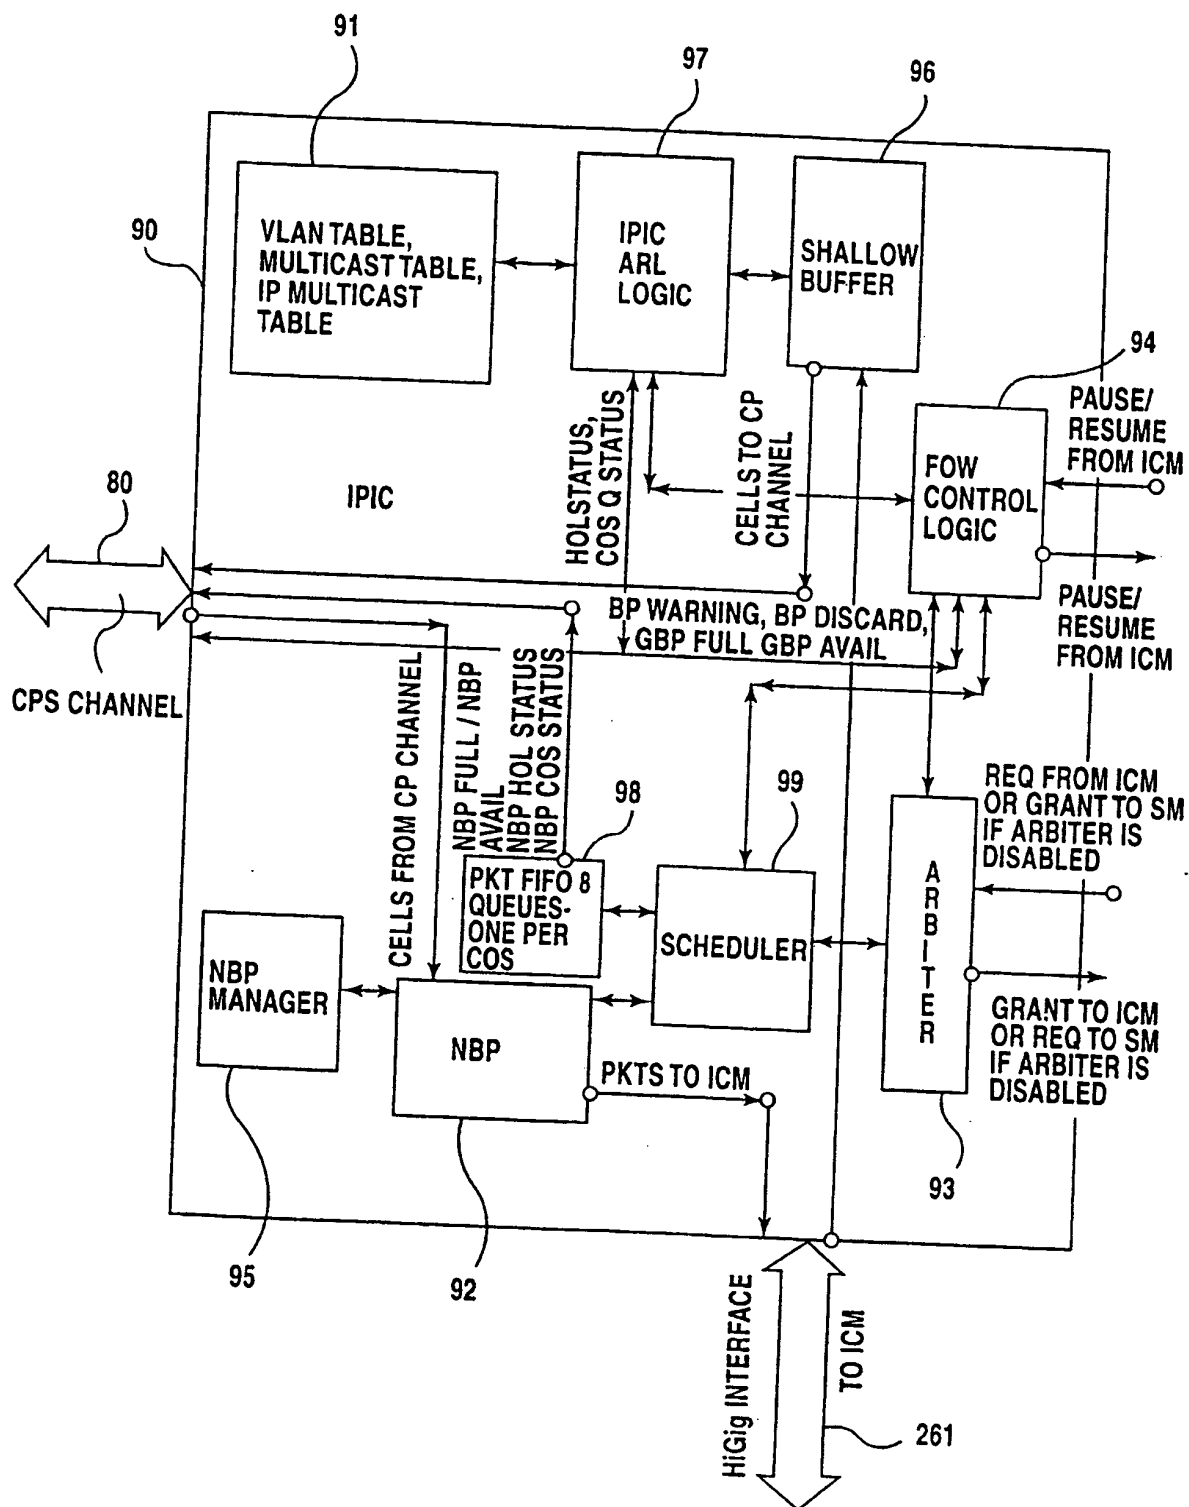 91
97
96
90
VLAN TABLE,
MULTICAST TABLE,
IP MULTICAST
TABLE
IPIC
ARL
LOGIC
SHALLOW
BUFFER
94
PAUSE/
RESUME
FROM ICM
FOW
CONTROL
LOGIC
HOLSTATUS,
COS Q STATUS
CELLS TO CP
CHANNEL
80
IPIC
PAUSE/
RESUME
FROM ICM
BP WARNING, BP DISCARD,
GBP FULL GBP AVAIL
CPS CHANNEL
CELLS FROM CP CHANNEL
NBP FULL / NBP
AVAIL
NBP HOL STATUS
NBP COS STATUS
98
99
REQ FROM ICM
OR GRANT TO SM
IF ARBITER IS
DISABLED
PKT FIFO 8
QUEUES-
ONE PER
COS
SCHEDULER
ARBITER
NBP
MANAGER
NBP
GRANT TO ICM
OR REQ TO SM
IF ARBITER IS
DISABLED
PKTS TO ICM
93
95
92
HiGig INTERFACE
TO ICM
261